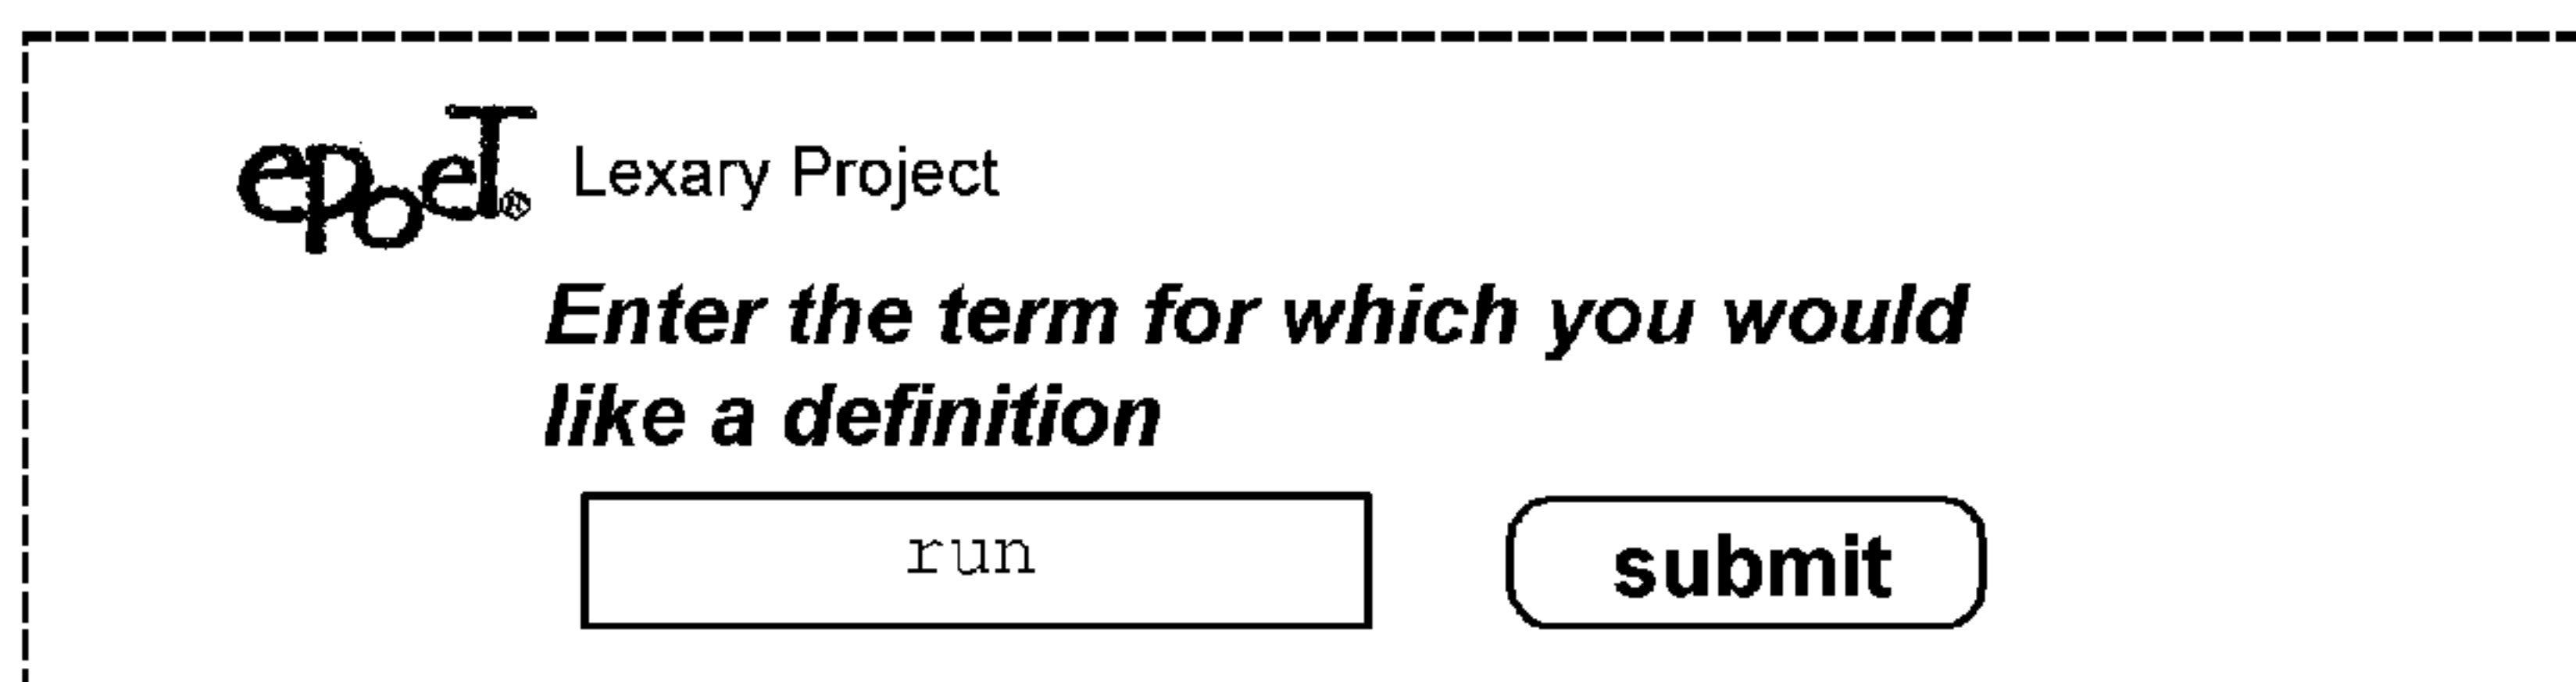 epoeT® Lexary Project
Enter the term for which you would
like a definition
run submit